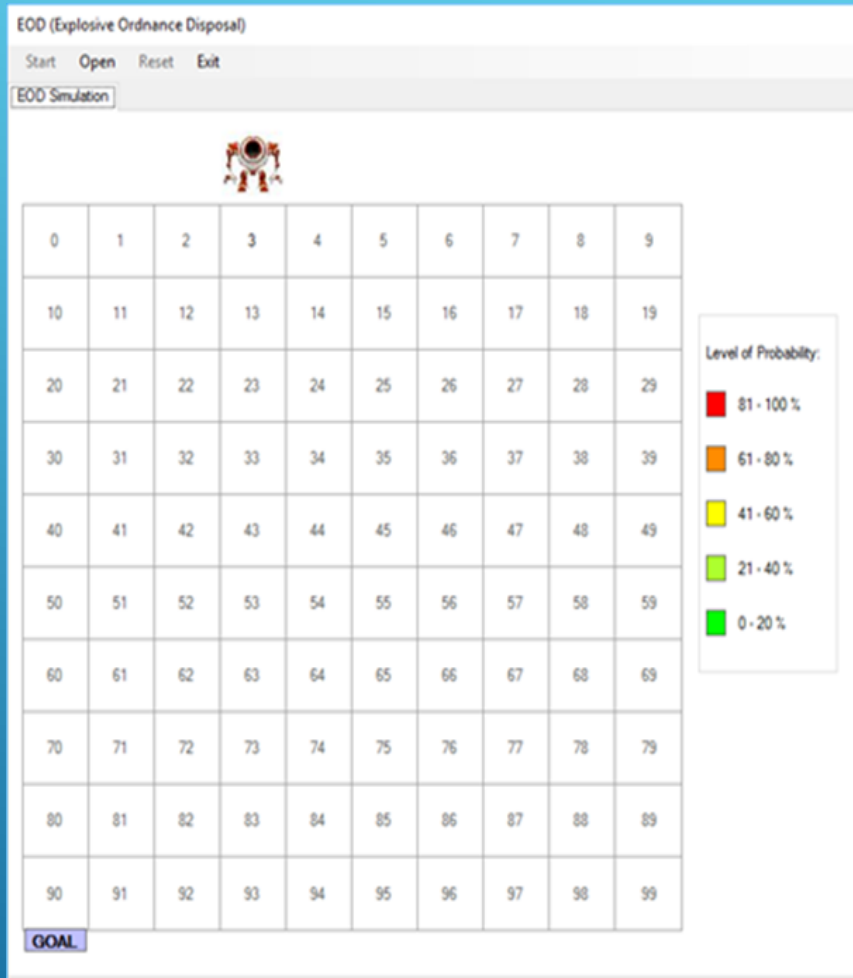 EOD (Explosive Ordnance Disposal)
Start Open Reset Exit
EOD Simulation
0 1 2 3 4 5 6 7 8 9
10 11 12 13 14 15 16 17 18 19
20 21 22 23 24 25 26 27 28 29
30 31 32 33 34 35 36 37 38 39
40 41 42 43 44 45 46 47 48 49
50 51 52 53 54 55 56 57 58 59
60 61 62 63 64 65 66 67 68 69
70 71 72 73 74 75 76 77 78 79
80 81 82 83 84 85 86 87 88 89
90 91 92 93 94 95 96 97 98 99
GOAL
Level of Probability:
81 - 100 %
61 - 80 %
41 - 60 %
21 - 40 %
0 - 20 %